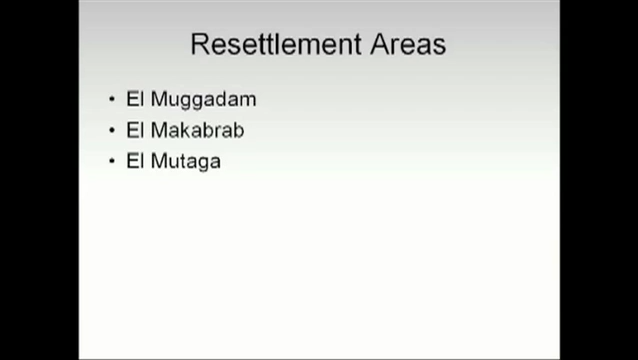 Resettlement Areas
• El Muggadam
• El Makabrab
• El Mutaga